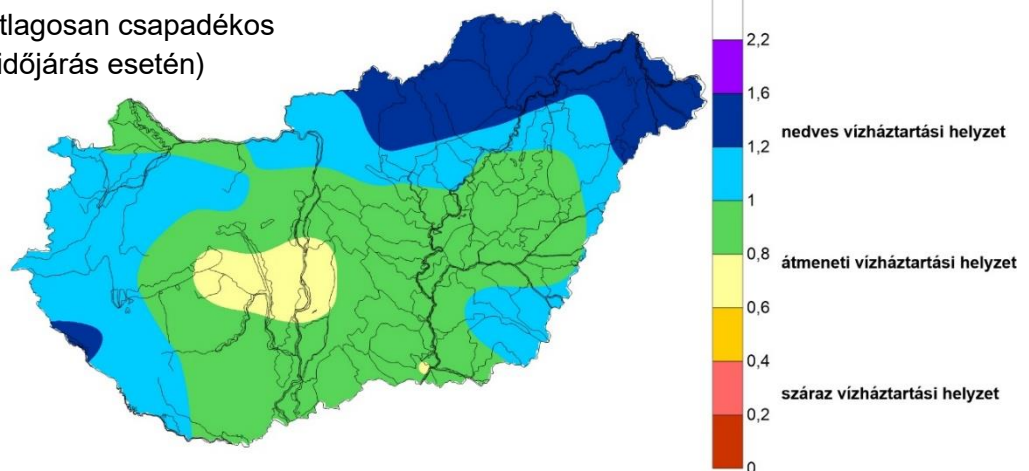 tlagosan csapadékos
időjárás esetén)
2,2
1,6
nedves vízháztartási helyzet
1,2
1
0,8
átmeneti vízháztartási helyzet
0,6
0,4
száraz vízháztartási helyzet
0,2
0